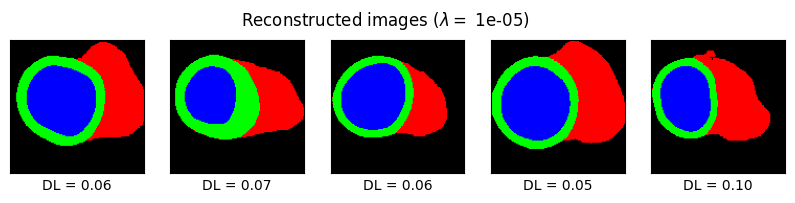 Reconstructed images (λ = 1e-05)
DL = 0.06
DL = 0.07
DL = 0.06
DL = 0.05
DL = 0.10